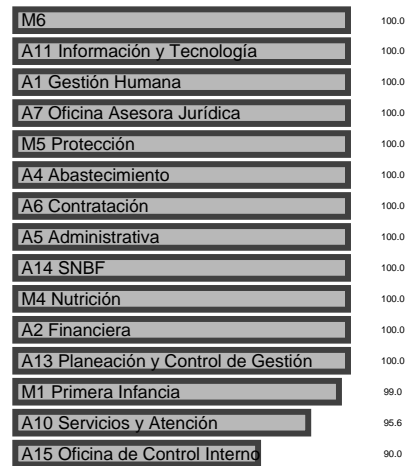 M6 100.0
A11 Información y Tecnología 100.0
A1 Gestión Humana 100.0
A7 Oficina Asesora Jurídica 100.0
M5 Protección 100.0
A4 Abastecimiento 100.0
A6 Contratación 100.0
A5 Administrativa 100.0
A14 SNBF 100.0
M4 Nutrición 100.0
A2 Financiera 100.0
A13 Planeación y Control de Gestión 100.0
M1 Primera Infancia 99.0
A10 Servicios y Atención 95.6
A15 Oficina de Control Interno 90.0